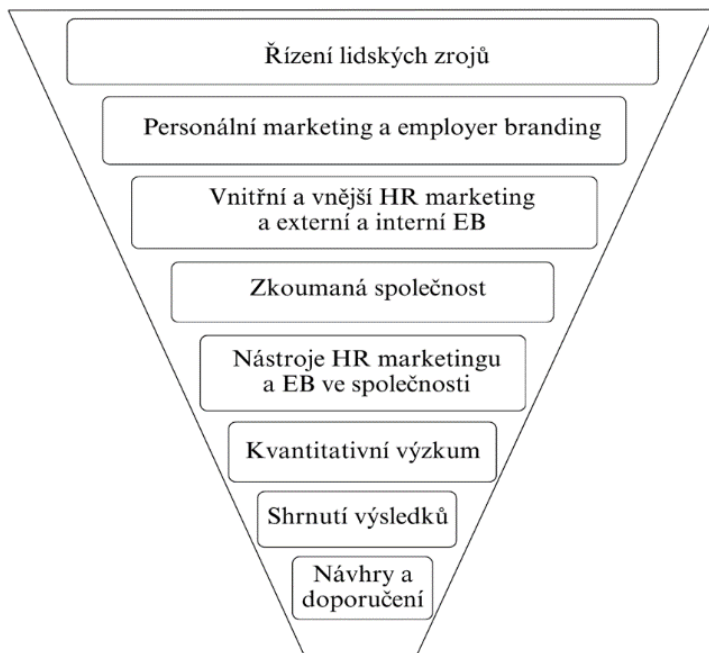 Řízení lidských zrojů
Personální marketing a employer branding
Vnitřní a vnější HR marketing
a externí a interní EB
Zkoumaná společnost
Nástroje HR marketingu
a EB ve společnosti
Kvantitativní výzkum
Shrnutí výsledků
Návhry a
doporučení